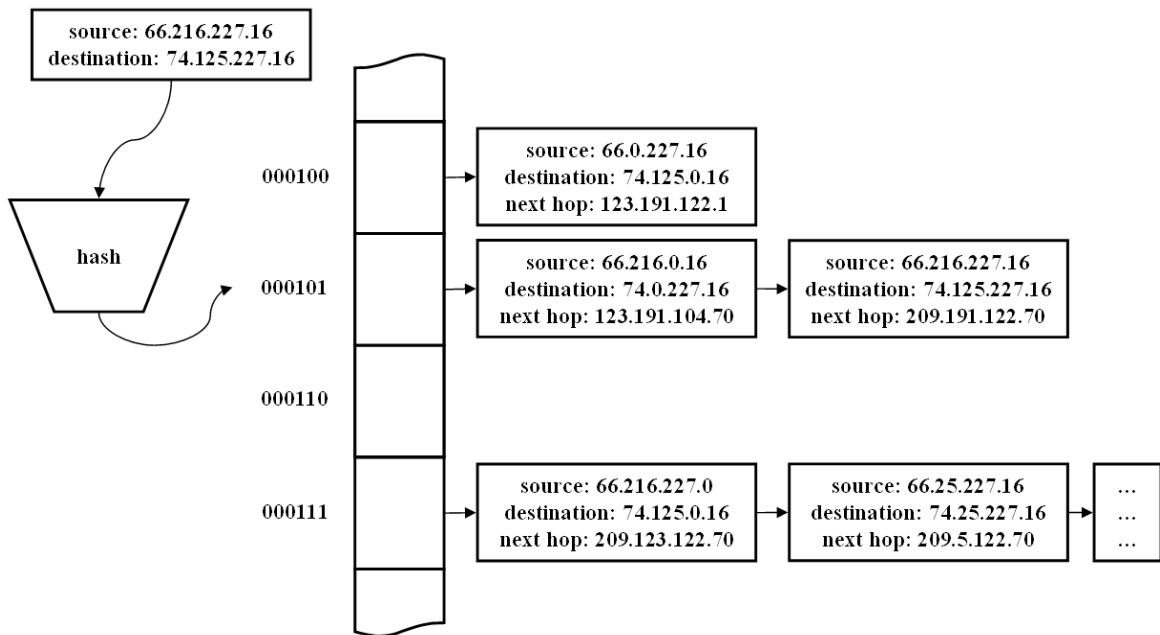 source: 66.216.227.16
destination: 74.125.227.16
hash
000100
source: 66.0.227.16
destination: 74.125.0.16
next hop: 123.191.122.1
000101
source: 66.216.0.16
destination: 74.0.227.16
next hop: 123.191.104.70
source: 66.216.227.16
destination: 74.125.227.16
next hop: 209.191.122.70
000110
000111
source: 66.216.227.0
destination: 74.125.0.16
next hop: 209.123.122.70
source: 66.25.227.16
destination: 74.25.227.16
next hop: 209.5.122.70
...
...
...